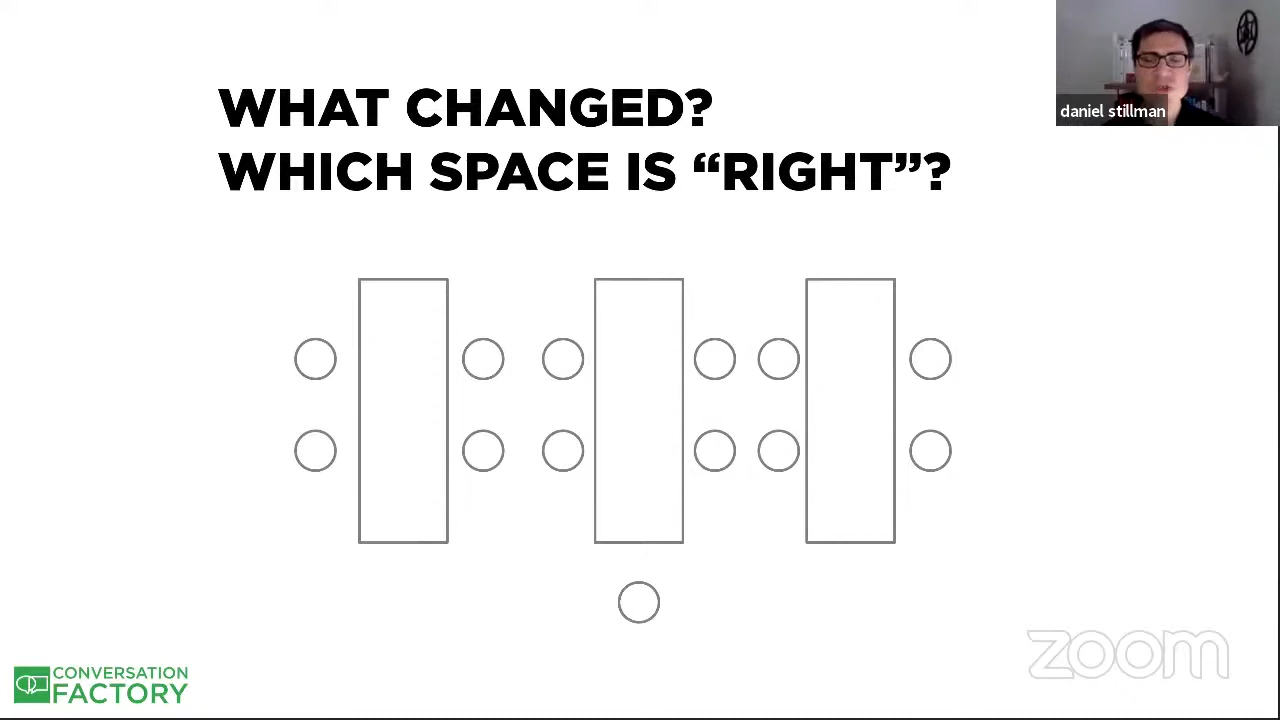 WHAT CHANGED?
WHICH SPACE IS “RIGHT”?
daniel stillman
CONVERSATION
FACTORY
zoom